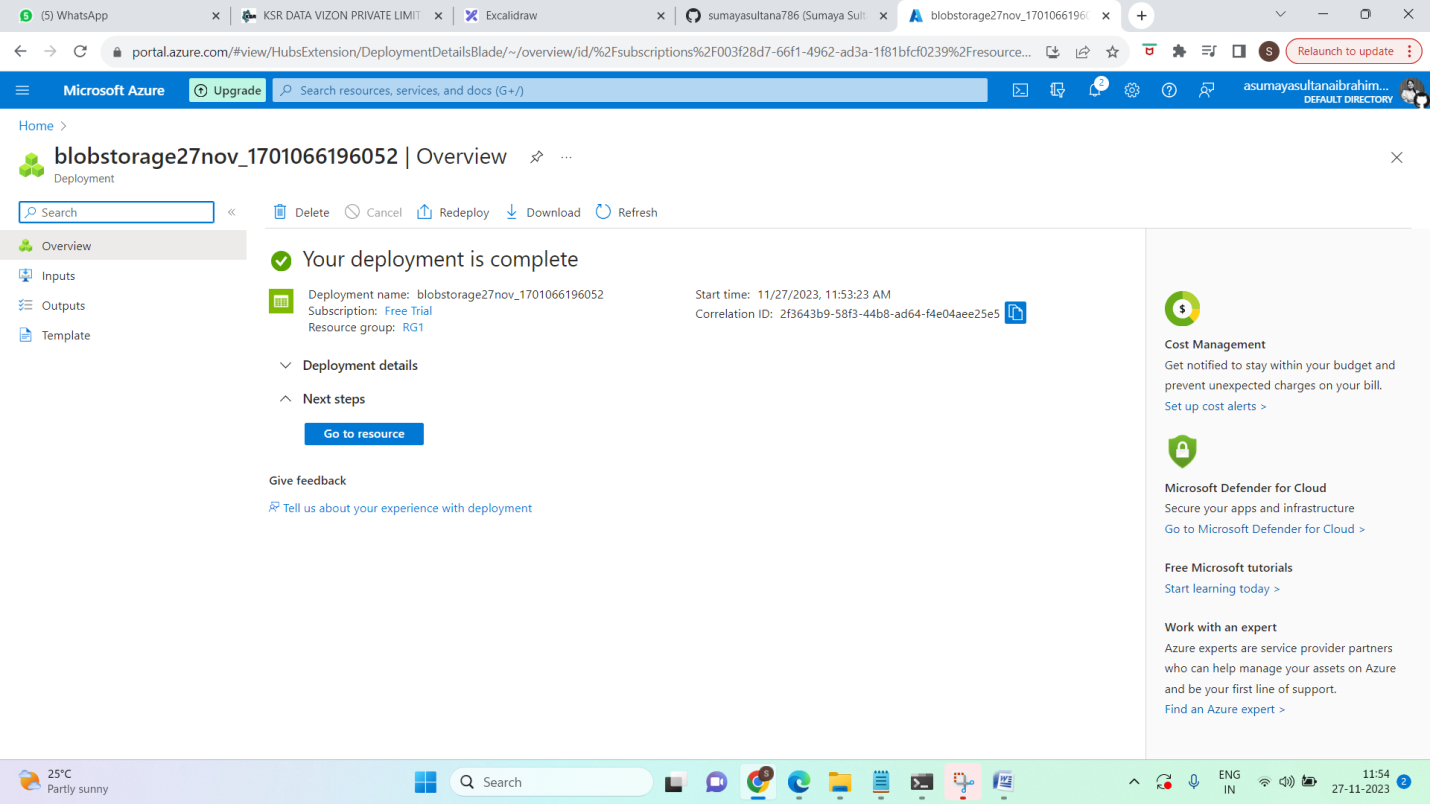 (5) WhatsApp
KSR DATA VIZON PRIVATE LIMIT
Excalidraw
sumayasultana786 (Sumaya Sult
blobstorage27nov_1701066196
portal.azure.com/#view/HubsExtension/DeploymentDetailsBlade/~/overview/id/%2Fsubscriptions%2F003f28d7-66f1-4962-ad3a-1f81bfcf0239%2Fresource...
S
Relaunch to update
Microsoft Azure
Upgrade
Search resources, services, and docs (G+/)
2
asumayasultanaibrahim...
DEFAULT DIRECTORY
Home
blobstorage27nov_1701066196052 | Overview
...
Deployment
Search
Overview
Inputs
Outputs
Template
Delete
Cancel
Redeploy
Download
Refresh
Your deployment is complete
Deployment name: blobstorage27nov_1701066196052
Subscription: Free Trial
Resource group: RG1
Start time: 11/27/2023, 11:53:23 AM
Correlation ID: 2f3643b9-58f3-44b8-ad64-f4e04aee25e5
Deployment details
Next steps
Go to resource
Give feedback
Tell us about your experience with deployment
$
Cost Management
Get notified to stay within your budget and
prevent unexpected charges on your bill.
Set up cost alerts >
Microsoft Defender for Cloud
Secure your apps and infrastructure
Go to Microsoft Defender for Cloud >
Free Microsoft tutorials
Start learning today >
Work with an expert
Azure experts are service provider partners
who can help manage your assets on Azure
and be your first line of support.
Find an Azure expert >
25°C
Partly sunny
Search
S
ENG
IN
11:54
27-11-2023
2